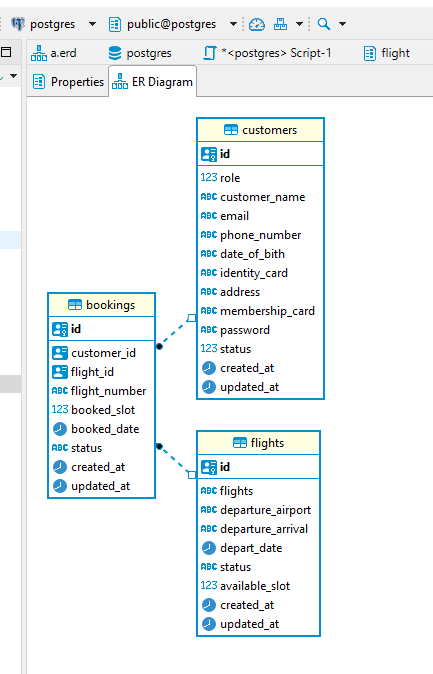 postgres public@postgres
a.erd postgres *<postgres> Script-1 flight
Properties ER Diagram
customers
id
123 role
ABC customer_name
ABC email
ABC phone_number
ABC date_of_bith
ABC identity_card
ABC address
ABC membership_card
ABC password
123 status
created_at
updated_at
bookings
id
customer_id
flight_id
ABC flight_number
123 booked_slot
booked_date
ABC status
created_at
updated_at
flights
id
ABC flights
ABC departure_airport
ABC departure_arrival
depart_date
ABC status
123 available_slot
created_at
updated_at